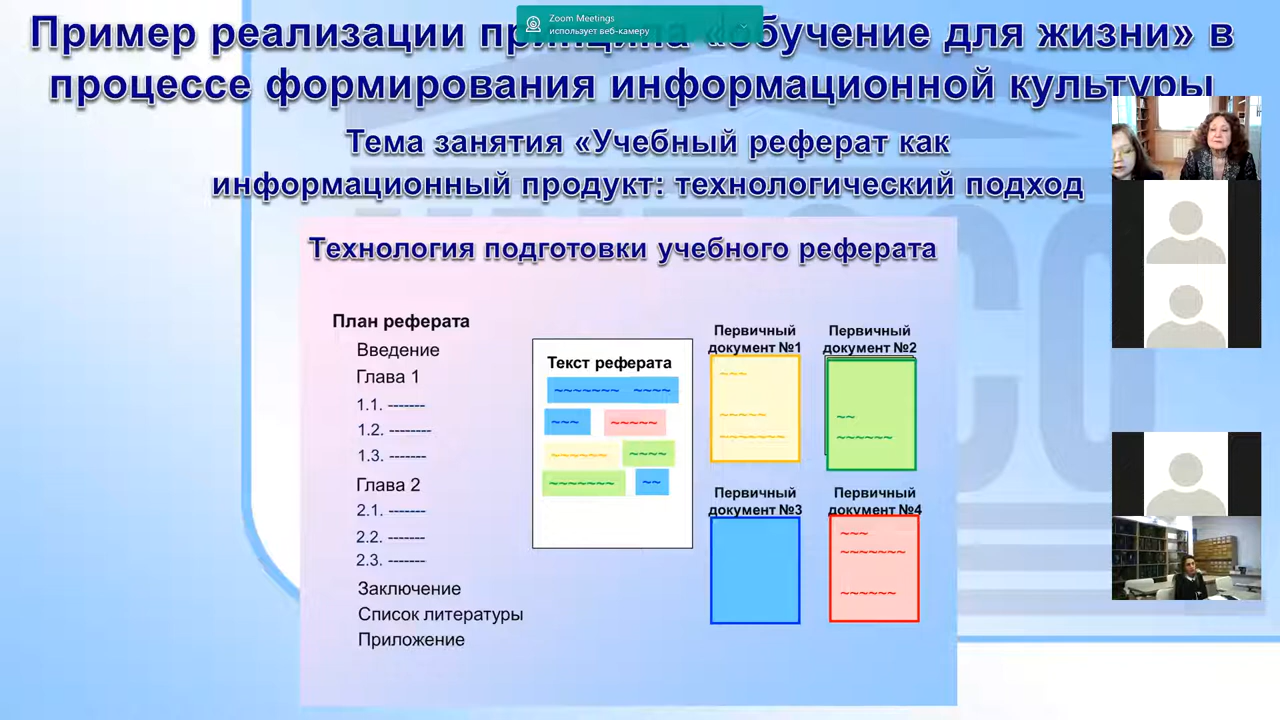 Zoom Meetings
использует веб-камеру
Пример реализации принципа «обучение для жизни» в
процессе формирования информационной культуры
Тема занятия «Учебный реферат как
информационный продукт: технологический подход
Технология подготовки учебного реферата
План реферата
Введение
Глава 1
1.1. -------
1.2. --------
1.3. -------
Глава 2
2.1. -------
2.2. -------
2.3. -------
Заключение
Список литературы
Приложение
Текст реферата
Первичный
документ №1
Первичный
документ №2
Первичный
документ №3
Первичный
документ №4